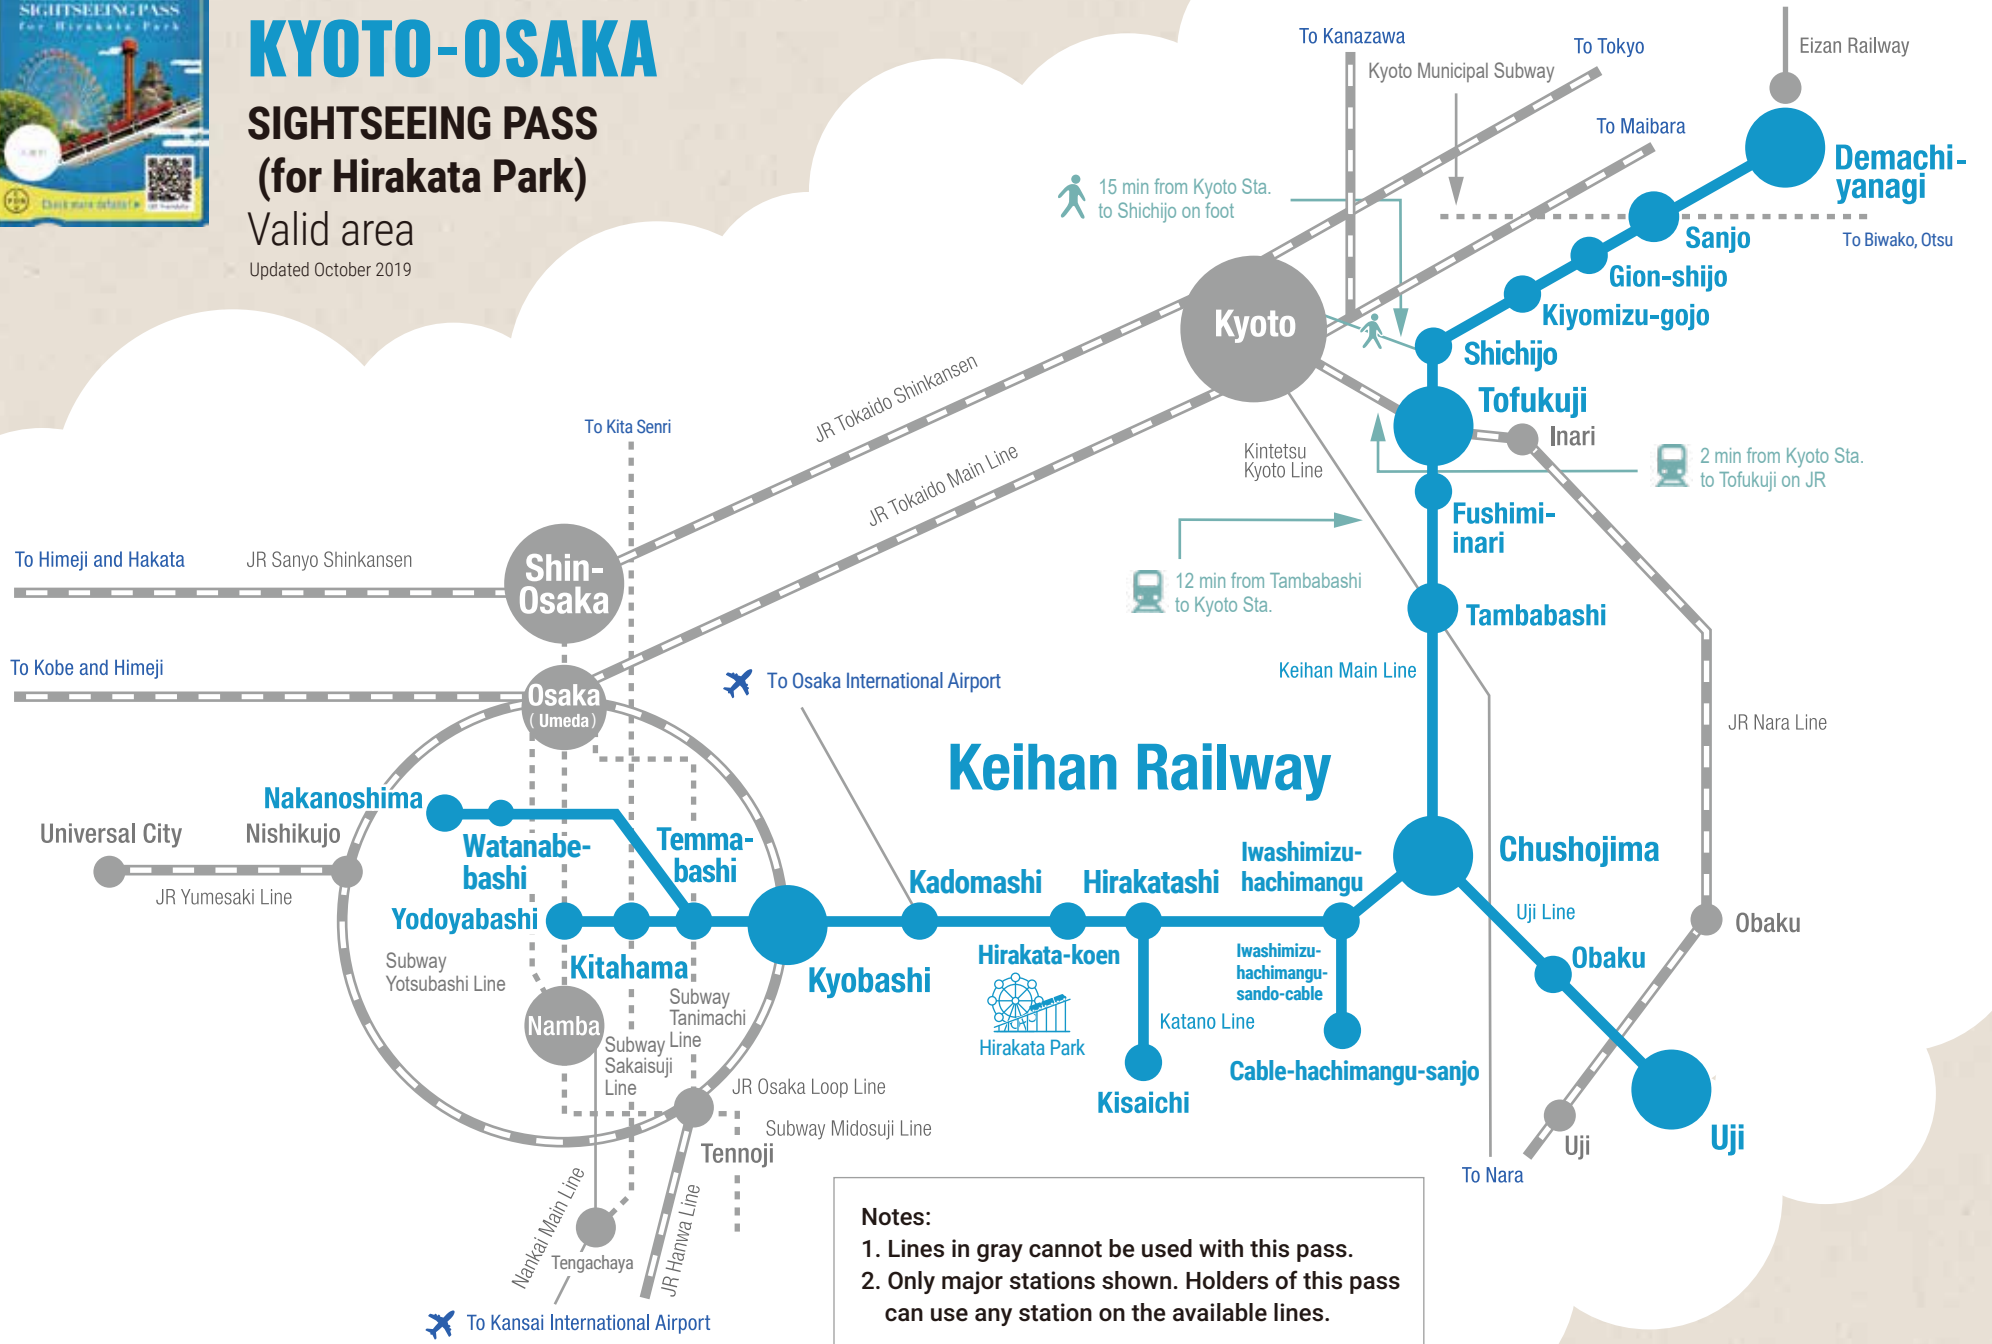 SIGHTSEEING PASS
for Hirakata Park
Check more details!
KYOTO-OSAKA
SIGHTSEEING PASS
(for Hirakata Park)
Valid area
Updated October 2019
To Kanazawa
To Tokyo
Kyoto Municipal Subway
Eizan Railway
To Maibara
Demachi-
yanagi
15 min from Kyoto Sta.
to Shichijo on foot
Sanjo
To Biwako, Otsu
Gion-shijo
Kiyomizu-gojo
Kyoto
Shichijo
JR Tokaido Shinkansen
Tofukuji
To Kita Senri
Inari
Kintetsu
Kyoto Line
2 min from Kyoto Sta.
to Tofukuji on JR
JR Tokaido Main Line
Fushimi-
inari
To Himeji and Hakata
JR Sanyo Shinkansen
Shin-
Osaka
12 min from Tambabashi
to Kyoto Sta.
Tambabashi
To Kobe and Himeji
Keihan Main Line
To Osaka International Airport
Osaka
(Umeda)
JR Nara Line
Keihan Railway
Nakanoshima
Universal City
Nishikujo
Watanabe-
bashi
Temma-
bashi
Iwashimizu-
hachimangu
Chushojima
JR Yumesaki Line
Kadomashi
Hirakatashi
Yodoyabashi
Uji Line
Obaku
Subway
Yotsubashi Line
Kitahama
Kyobashi
Hirakata-koen
Iwashimizu-
hachimangu-
sando-cable
Obaku
Namba
Subway
Tanimachi
Line
Katano Line
Hirakata Park
Subway
Sakaisuji
Line
Cable-hachimangu-sanjo
JR Osaka Loop Line
Kisaichi
Subway Midosuji Line
Tennoji
Uji
Uji
To Nara
Nankai Main Line
JR Hanwa Line
Tengachaya
To Kansai International Airport
Notes:
1. Lines in gray cannot be used with this pass.
2. Only major stations shown. Holders of this pass
can use any station on the available lines.